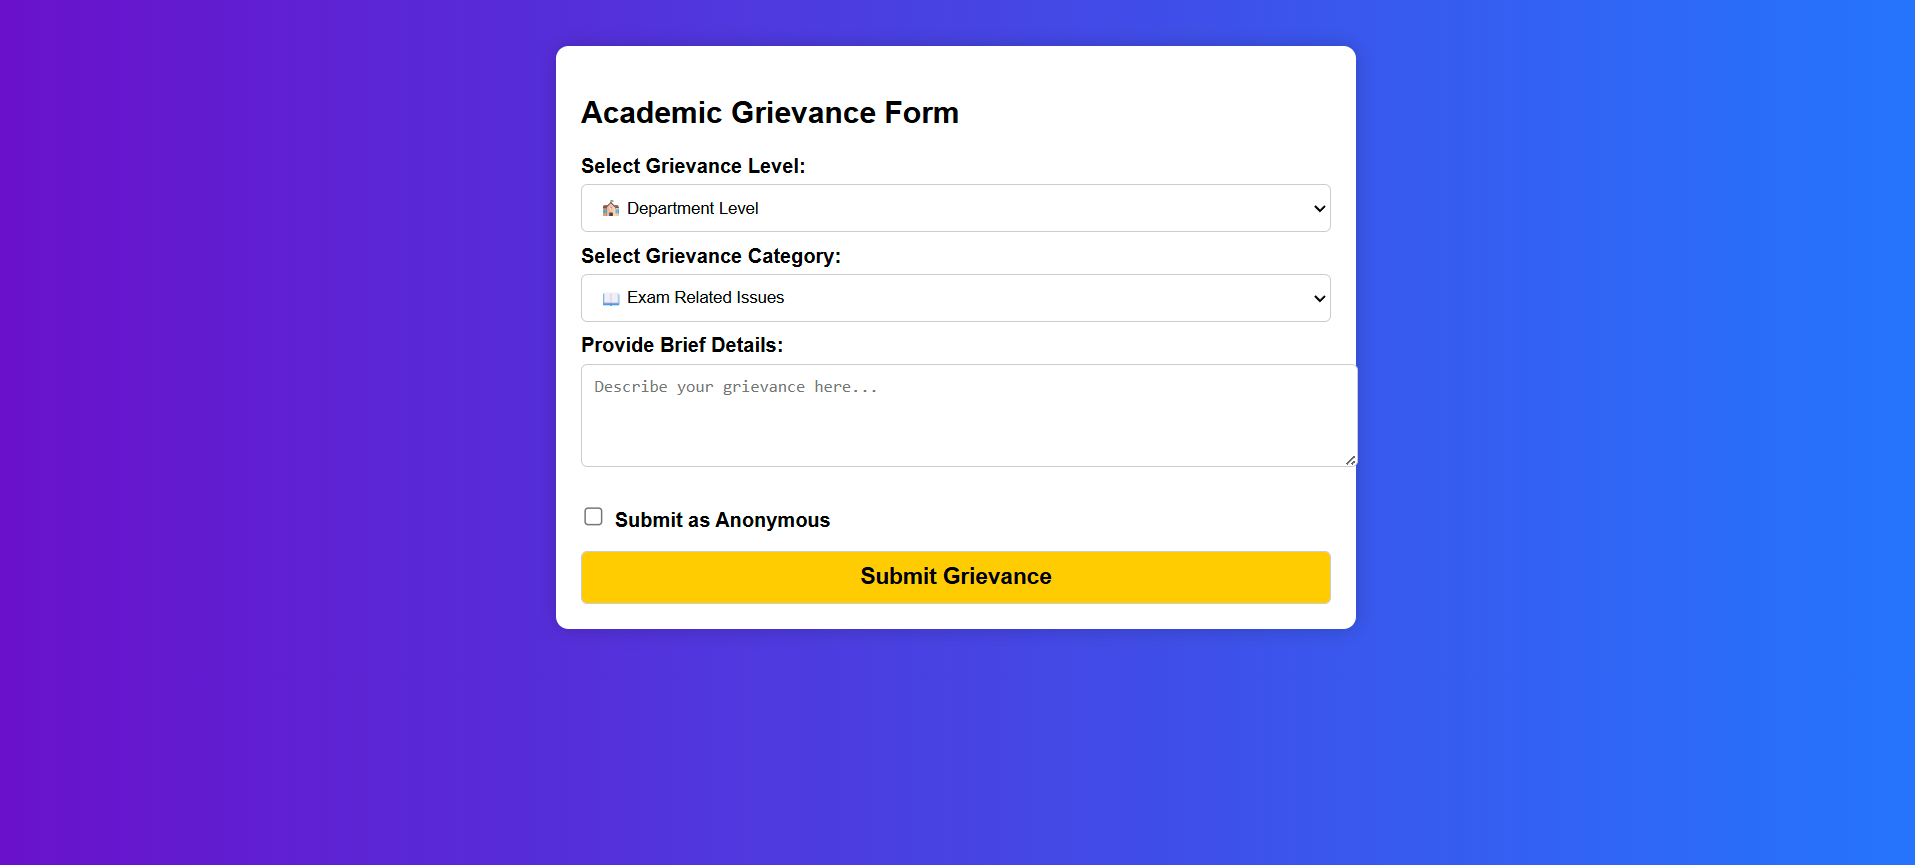 Academic Grievance Form
Select Grievance Level:
Department Level
Select Grievance Category:
Exam Related Issues
Provide Brief Details:
Describe your grievance here...
Submit as Anonymous
Submit Grievance